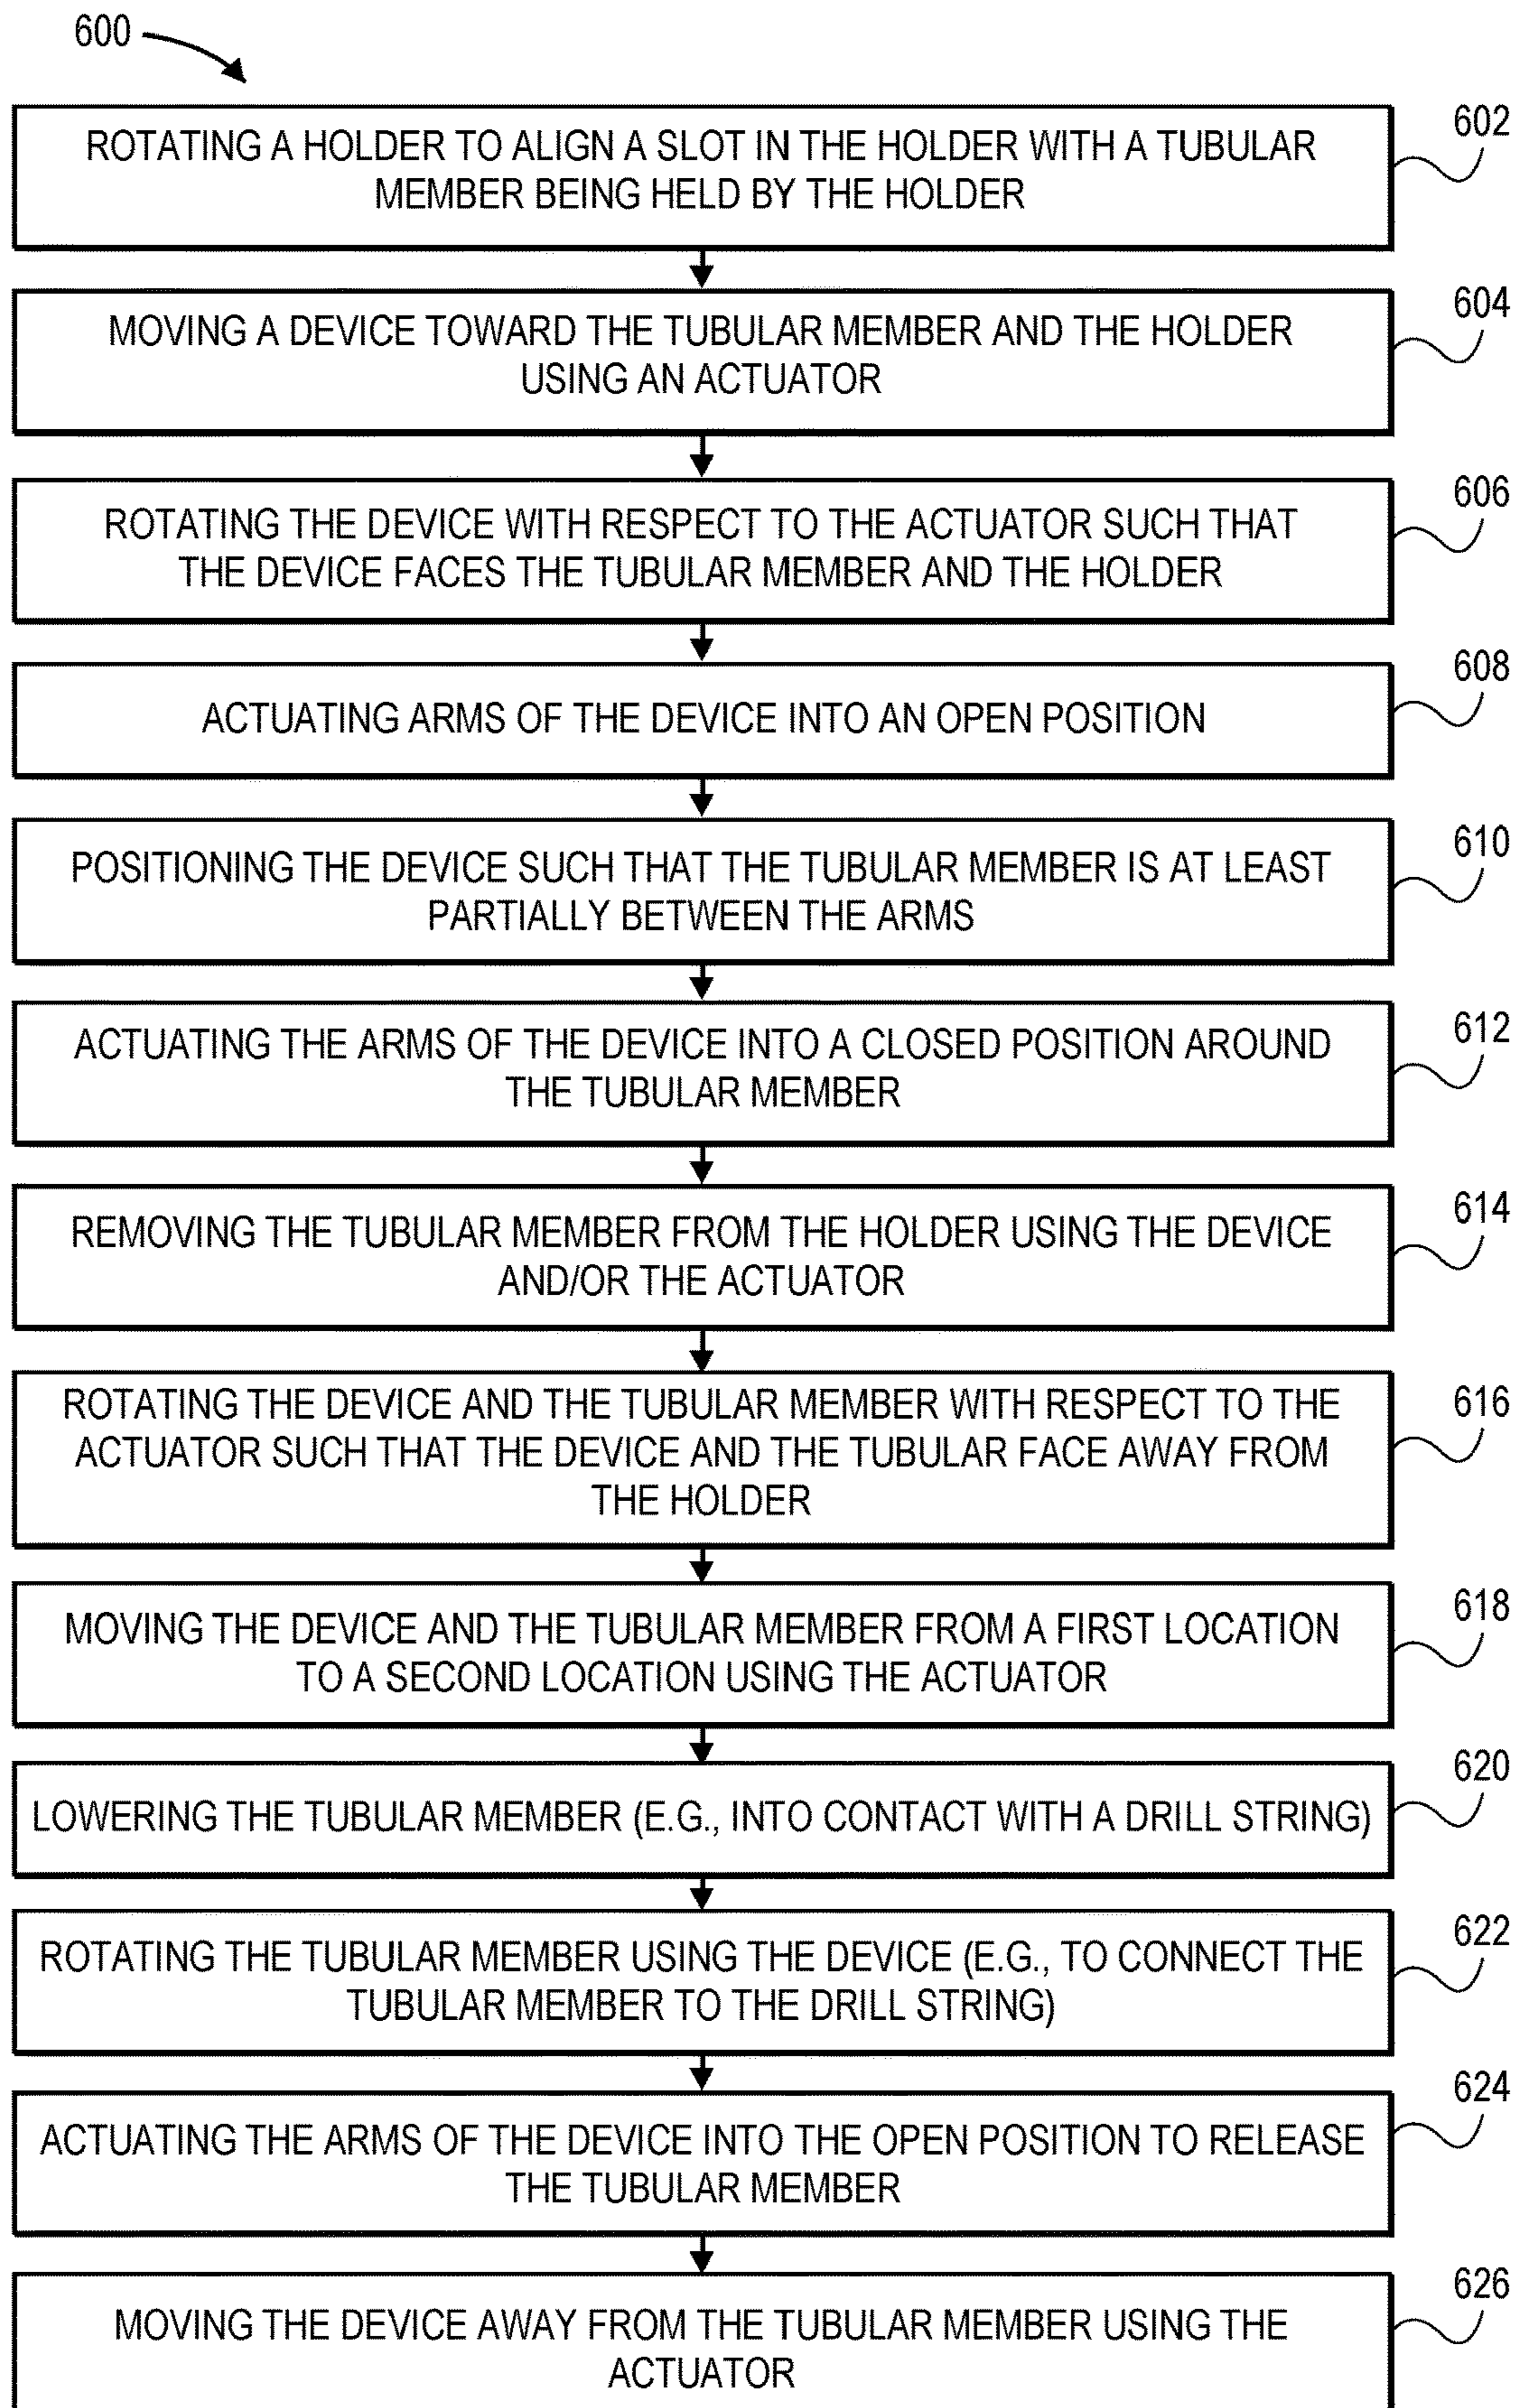 600
602
ROTATING A HOLDER TO ALIGN A SLOT IN THE HOLDER WITH A TUBULAR
MEMBER BEING HELD BY THE HOLDER
604
MOVING A DEVICE TOWARD THE TUBULAR MEMBER AND THE HOLDER
USING AN ACTUATOR
606
ROTATING THE DEVICE WITH RESPECT TO THE ACTUATOR SUCH THAT
THE DEVICE FACES THE TUBULAR MEMBER AND THE HOLDER
608
ACTUATING ARMS OF THE DEVICE INTO AN OPEN POSITION
610
POSITIONING THE DEVICE SUCH THAT THE TUBULAR MEMBER IS AT LEAST
PARTIALLY BETWEEN THE ARMS
612
ACTUATING THE ARMS OF THE DEVICE INTO A CLOSED POSITION AROUND
THE TUBULAR MEMBER
614
REMOVING THE TUBULAR MEMBER FROM THE HOLDER USING THE DEVICE
AND/OR THE ACTUATOR
616
ROTATING THE DEVICE AND THE TUBULAR MEMBER WITH RESPECT TO THE
ACTUATOR SUCH THAT THE DEVICE AND THE TUBULAR FACE AWAY FROM
THE HOLDER
618
MOVING THE DEVICE AND THE TUBULAR MEMBER FROM A FIRST LOCATION
TO A SECOND LOCATION USING THE ACTUATOR
620
LOWERING THE TUBULAR MEMBER (E.G., INTO CONTACT WITH A DRILL STRING)
622
ROTATING THE TUBULAR MEMBER USING THE DEVICE (E.G., TO CONNECT THE
TUBULAR MEMBER TO THE DRILL STRING)
624
ACTUATING THE ARMS OF THE DEVICE INTO THE OPEN POSITION TO RELEASE
THE TUBULAR MEMBER
626
MOVING THE DEVICE AWAY FROM THE TUBULAR MEMBER USING THE
ACTUATOR